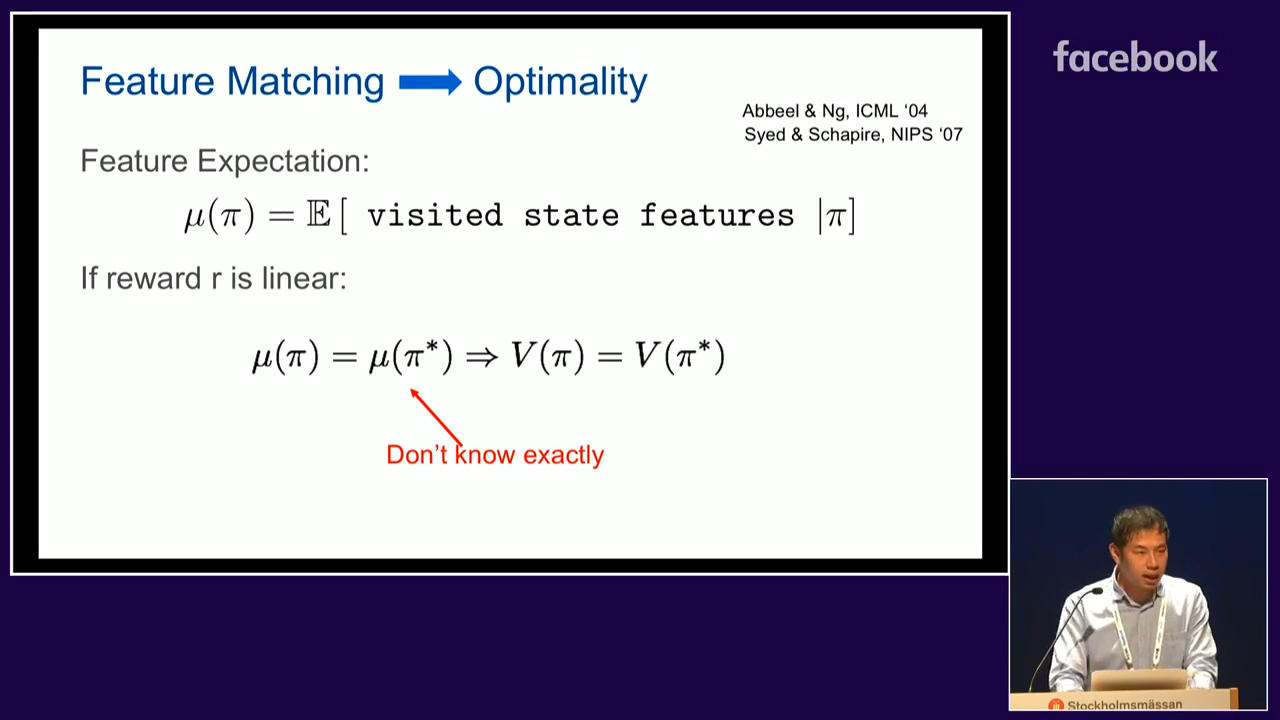 Feature Matching Optimality
Abbeel & Ng, ICML ‘04
Syed & Schapire, NIPS ‘07
Feature Expectation:
μ(π) = 𝔼[ visited state features |π]
If reward r is linear:
μ(π) = μ(π*) ⇒ V(π) = V(π*)
Don’t know exactly
facebook
Stockholmsmässan